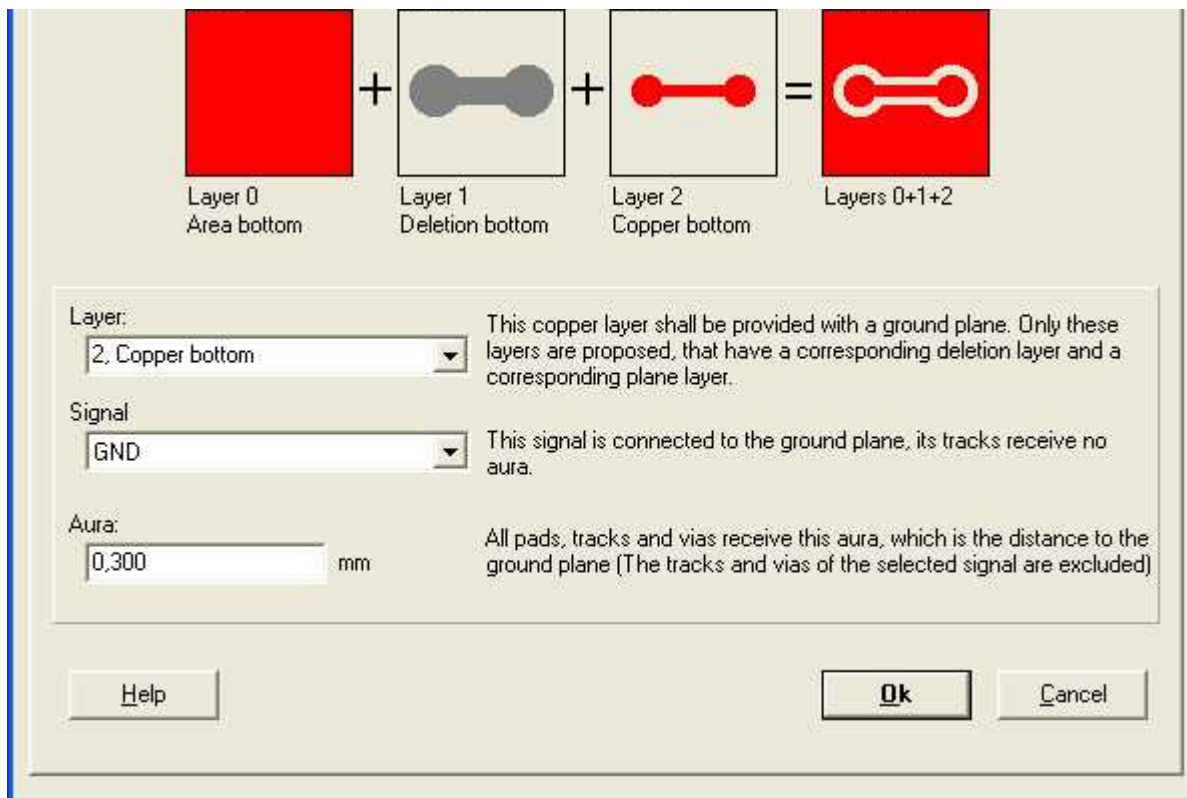 + + =
Layer 0 Layer 1 Layer 2 Layers 0+1+2
Area bottom Deletion bottom Copper bottom
Layer:
2, Copper bottom
This copper layer shall be provided with a ground plane. Only these
layers are proposed, that have a corresponding deletion layer and a
corresponding plane layer.
Signal
GND
This signal is connected to the ground plane, its tracks receive no
aura.
Aura:
0,300 mm
All pads, tracks and vias receive this aura, which is the distance to the
ground plane (The tracks and vias of the selected signal are excluded)
Help Ok Cancel